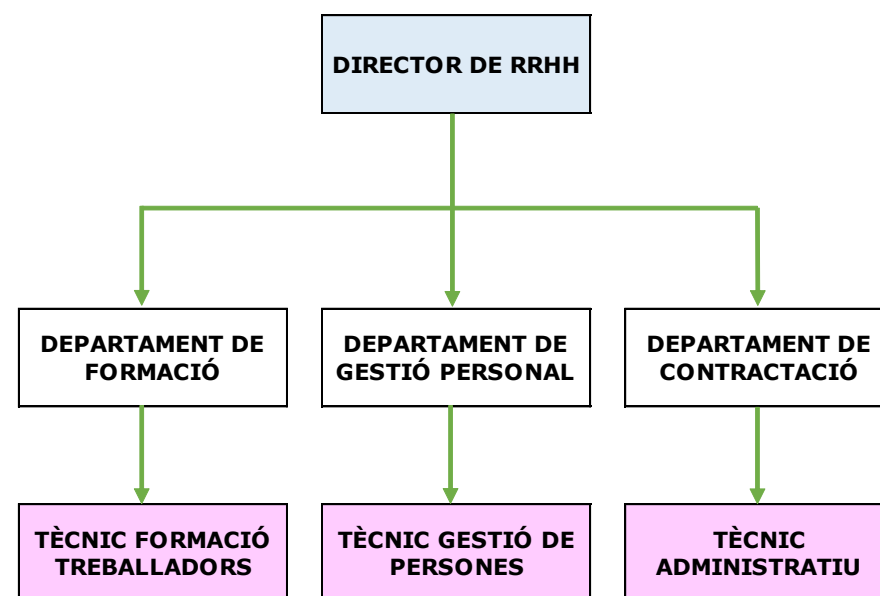 DIRECTOR DE RRHH
DEPARTAMENT DE
FORMACIÓ
DEPARTAMENT DE
GESTIÓ PERSONAL
DEPARTAMENT DE
CONTRACTACIÓ
TÈCNIC FORMACIÓ
TREBALLADORS
TÈCNIC GESTIÓ DE
PERSONES
TÈCNIC
ADMINISTRATIU